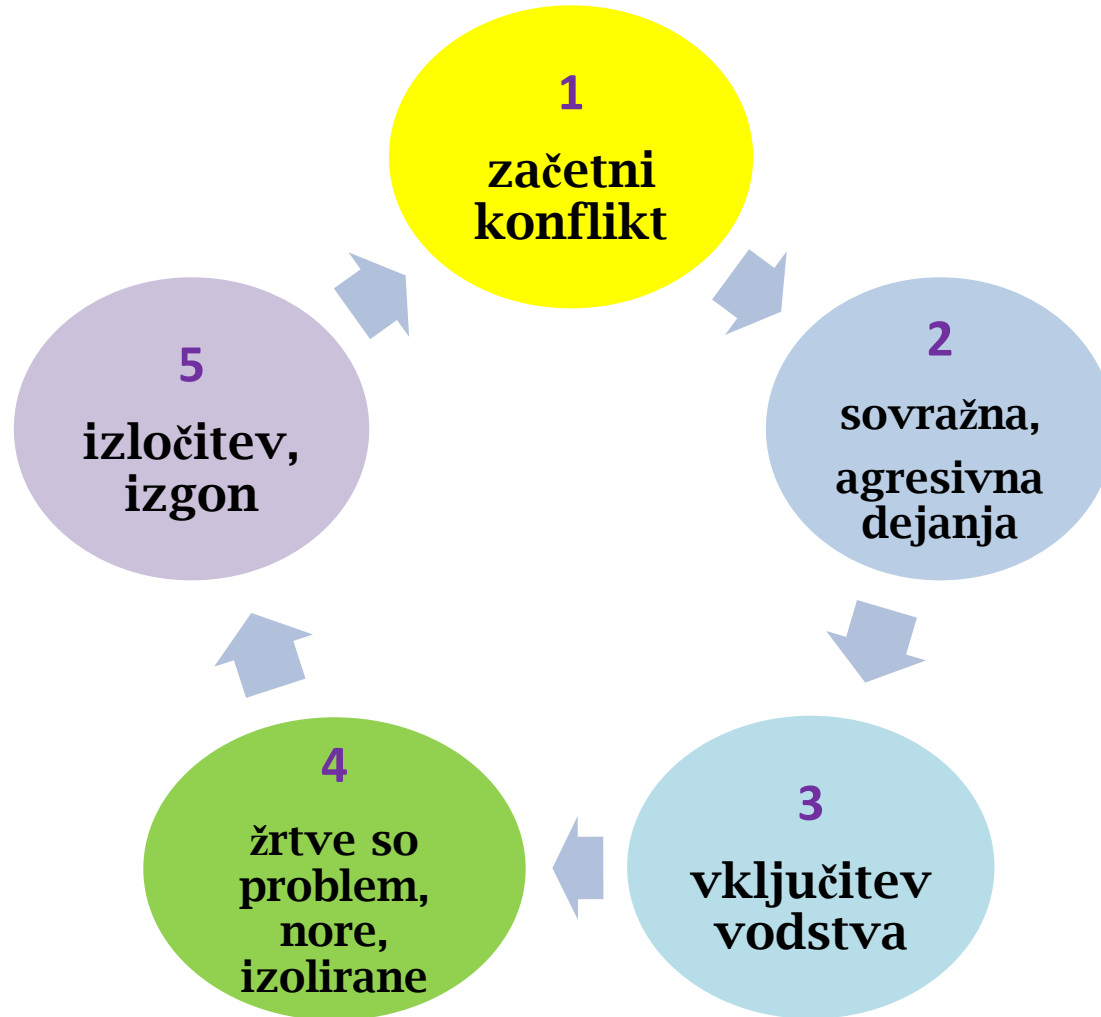 1
začetni
konflikt
2
sovražna,
agresivna
dejanja
3
vključitev
vodstva
4
žrtve so
problem,
nore,
izolirane
5
izločitev,
izgon